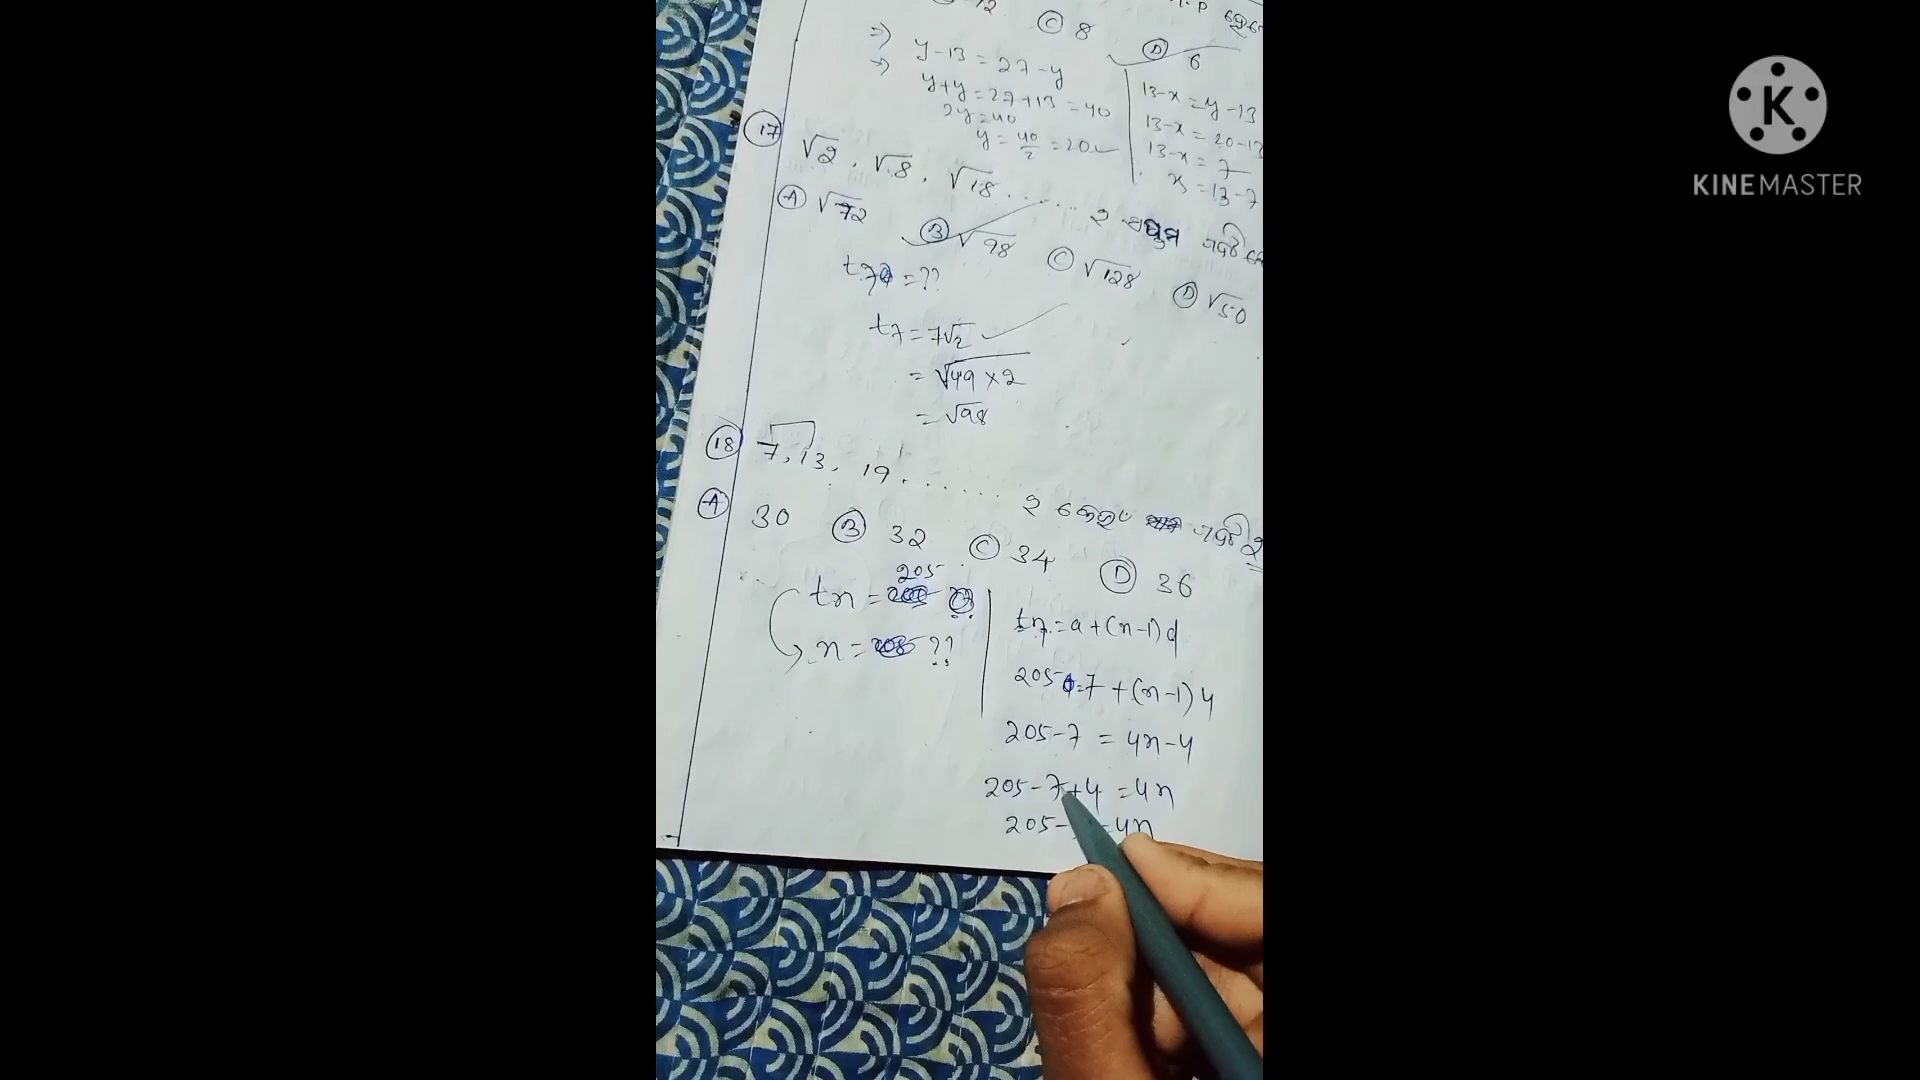 12 Ⓒ 8 Ⓓ 6
⇒ y-13 = 27-y
⇒ y+y = 27+13 = 40
2y=40
y = 40/2 = 20
13-x = y-13
13-x = 20-13
13-x = 7
x = 13-7
⑰ √2, √8, √18 ......... ର
Ⓐ √72 Ⓑ √98 Ⓒ √128 Ⓓ √50
t7 = ??
t7 = 7√2
= √49×2
= √98
⑱ 7, 13, 19 ....... ର କେଉଁ
Ⓐ 30 Ⓑ 32 Ⓒ 34 Ⓓ 36
tn = 205
n = ??
tn = a+(n-1)d
205 = 7+(n-1)4
205-7 = 4n-4
205-7+4 = 4n
205- =4n
KINEMASTER